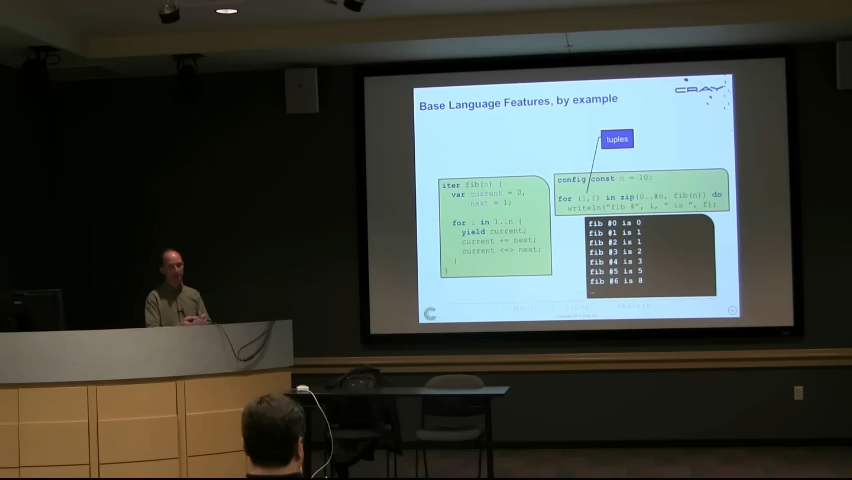 Base Language Features, by example
CRAY
tuples
iter fib(n) {
var current = 0,
next = 1;
for i in 1..n {
yield current;
current += next;
current <=> next;
}
}
config const n = 10;
for (i,f) in zip(0..#n, fib(n)) do
writeln("fib #", i, " is ", f);
fib #0 is 0
fib #1 is 1
fib #2 is 1
fib #3 is 2
fib #4 is 3
fib #5 is 5
fib #6 is 8